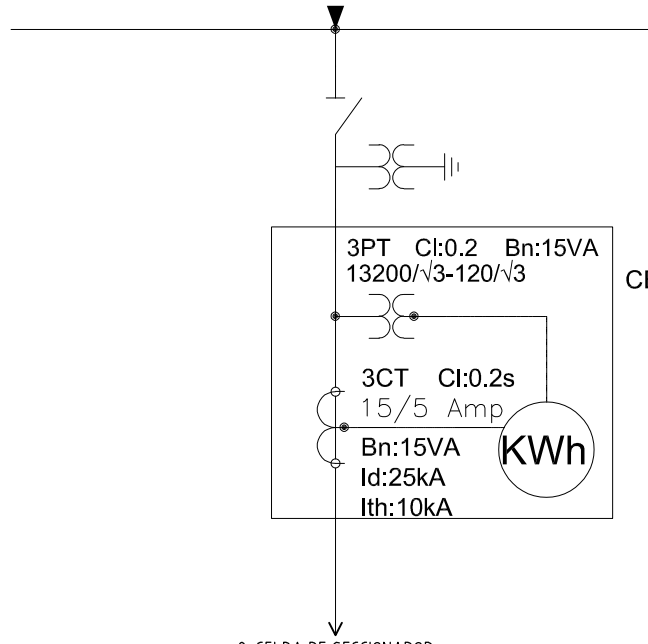 3PT Cl:0.2 Bn:15VA
13200/√3-120/√3
3CT Cl:0.2s
15/5 Amp
KWh
Bn:15VA
Id:25kA
Ith:10kA